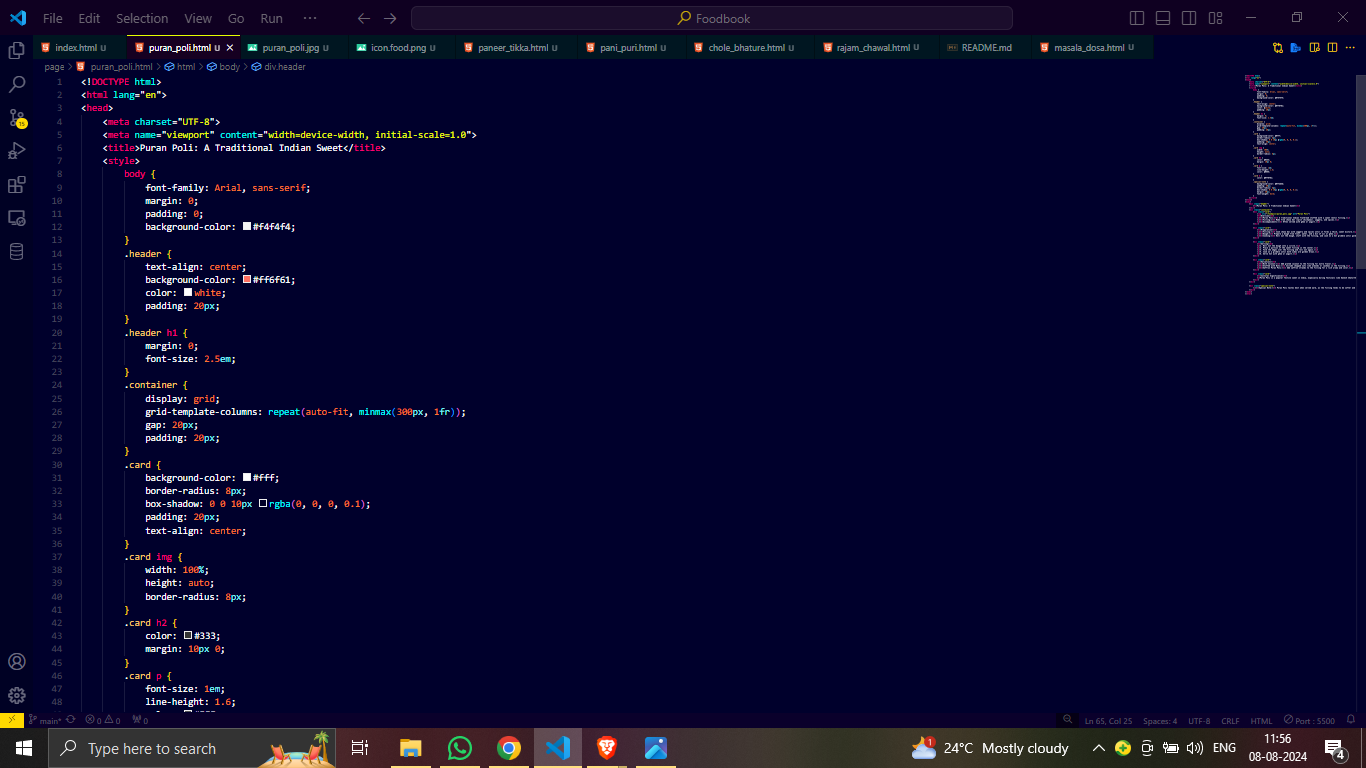 File Edit Selection View Go Run ··· Foodbook
index.html U puran_poli.html U puran_poli.jpg U icon.food.png U paneer_tikka.html U pani_puri.html U chole_bhature.html U rajam_chawal.html U README.md masala_dosa.html U
page > puran_poli.html > html > body > div.header
1 <!DOCTYPE html>
2 <html lang="en">
3 <head>
4 <meta charset="UTF-8">
5 <meta name="viewport" content="width=device-width, initial-scale=1.0">
6 <title>Puran Poli: A Traditional Indian Sweet</title>
7 <style>
8 body {
9 font-family: Arial, sans-serif;
10 margin: 0;
11 padding: 0;
12 background-color: #f4f4f4;
13 }
14 .header {
15 text-align: center;
16 background-color: #ff6f61;
17 color: white;
18 padding: 20px;
19 }
20 .header h1 {
21 margin: 0;
22 font-size: 2.5em;
23 }
24 .container {
25 display: grid;
26 grid-template-columns: repeat(auto-fit, minmax(300px, 1fr));
27 gap: 20px;
28 padding: 20px;
29 }
30 .card {
31 background-color: #fff;
32 border-radius: 8px;
33 box-shadow: 0 0 10px rgba(0, 0, 0, 0.1);
34 padding: 20px;
35 text-align: center;
36 }
37 .card img {
38 width: 100%;
39 height: auto;
40 border-radius: 8px;
41 }
42 .card h2 {
43 color: #333;
44 margin: 10px 0;
45 }
46 .card p {
47 font-size: 1em;
48 line-height: 1.6;
15
main* 0 0 0 Ln 65, Col 25 Spaces: 4 UTF-8 CRLF HTML Port : 5500
Type here to search 1 24°C Mostly cloudy ENG 11:56
08-08-2024 4